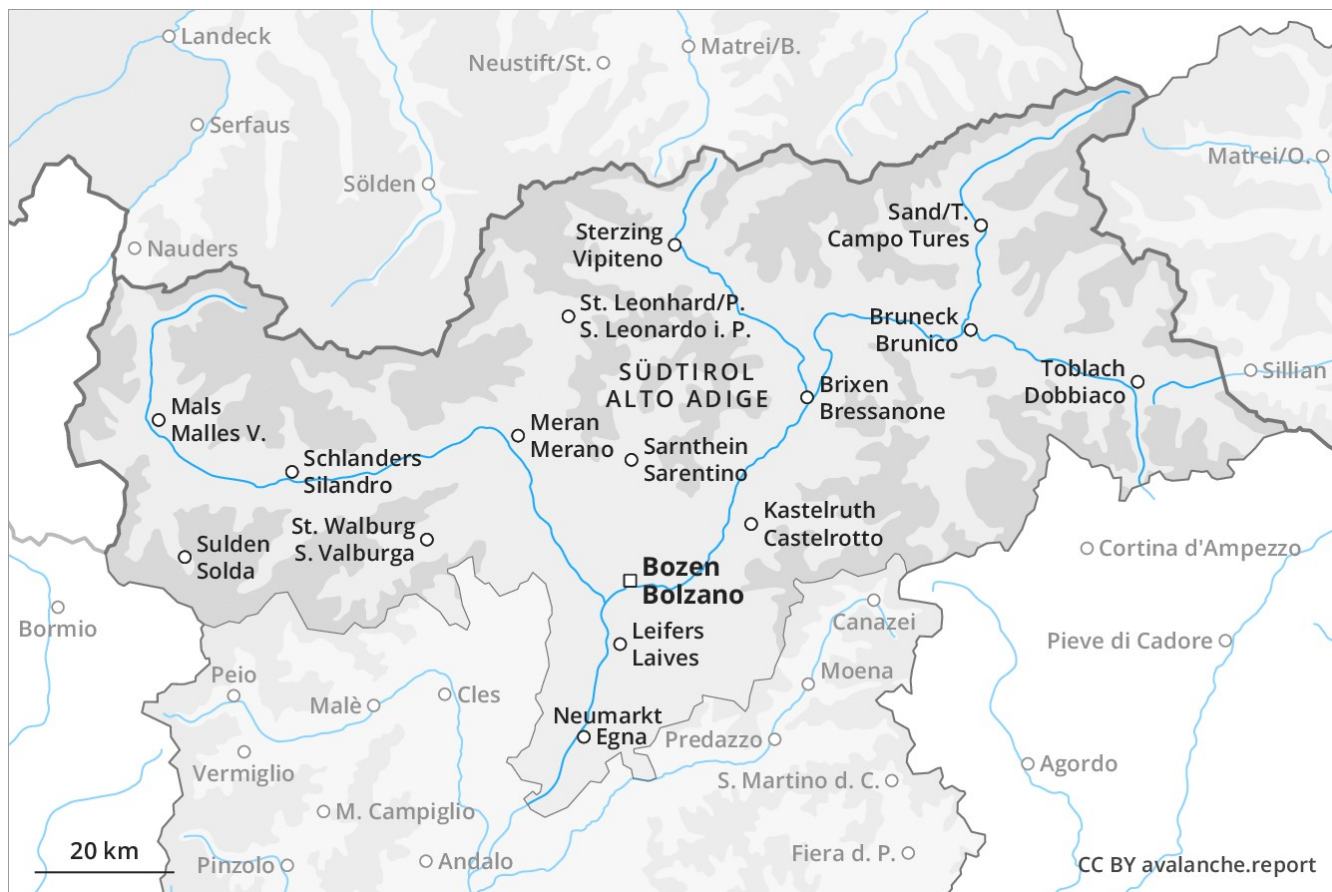 Landeck
Matrei/B.
Neustift/St.
Serfaus
Matrei/O.
Sölden
Nauders
Sand/T.
Campo Tures
Sterzing
Vipiteno
St. Leonhard/P.
S. Leonardo i. P.
Bruneck
Brunico
SÜDTIROL
ALTO ADIGE
Toblach
Dobbiaco
Sillian
Brixen
Bressanone
Mals
Malles V.
Meran
Merano
Sarnthein
Sarentino
Schlanders
Silandro
Kastelruth
Castelrotto
St. Walburg
S. Valburga
Sulden
Solda
Cortina d'Ampezzo
Bozen
Bolzano
Bormio
Canazei
Leifers
Laives
Pieve di Cadore
Peio
Moena
Malè
Cles
Neumarkt
Egna
Predazzo
Vermiglio
Agordo
S. Martino d. C.
M. Campiglio
20 km
Pinzolo
Andalo
Fiera d. P.
CC BY avalanche.report